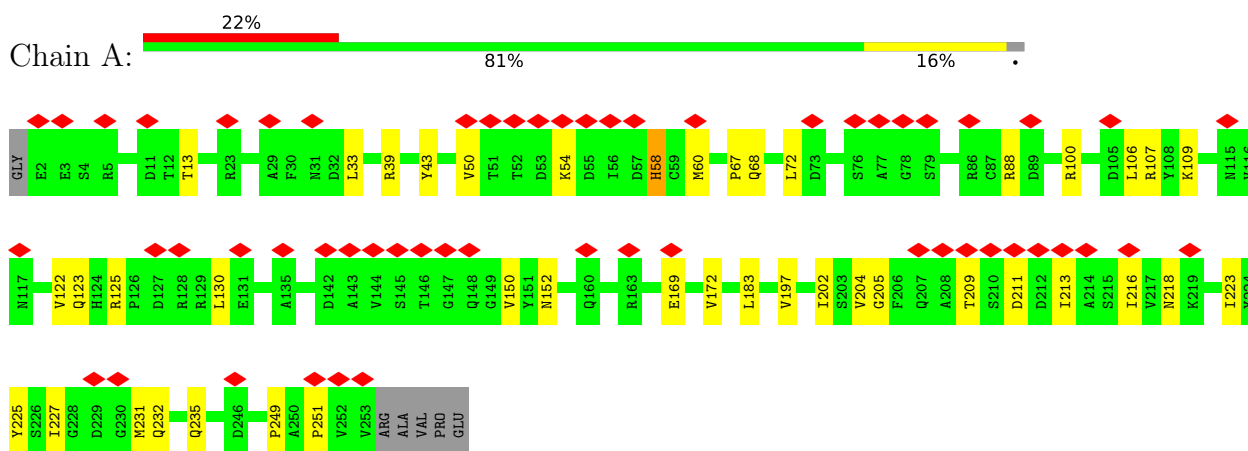 22%
Chain A:
81% 16% •
GLY E2 E3 S4 R5 D11 T12 T13 R23 A29 F30 N31 D32 L33 R39 Y43 V50 T51 T52 D53 K54 D55 I56 D57 H58 C59 M60 P67 Q68 L72 D73 S76 A77 G78 S79 R86 C87 R88 D89 R100 D105 L106 R107 Y108 K109 N115 V116
N117 V122 Q123 H124 R125 P126 D127 R128 R129 L130 E131 A135 D142 A143 V144 S145 T146 G147 Q148 G149 V150 Y151 N152 Q160 R163 E169 V172 L183 V197 I202 S203 V204 G205 F206 Q207 A208 T209 S210 D211 D212 I213 A214 S215 I216 V217 N218 K219 I223 S224
Y225 S226 I227 G228 D229 G230 M231 Q232 Q235 D246 P249 A250 P251 V252 V253 ARG ALA VAL PRO GLU